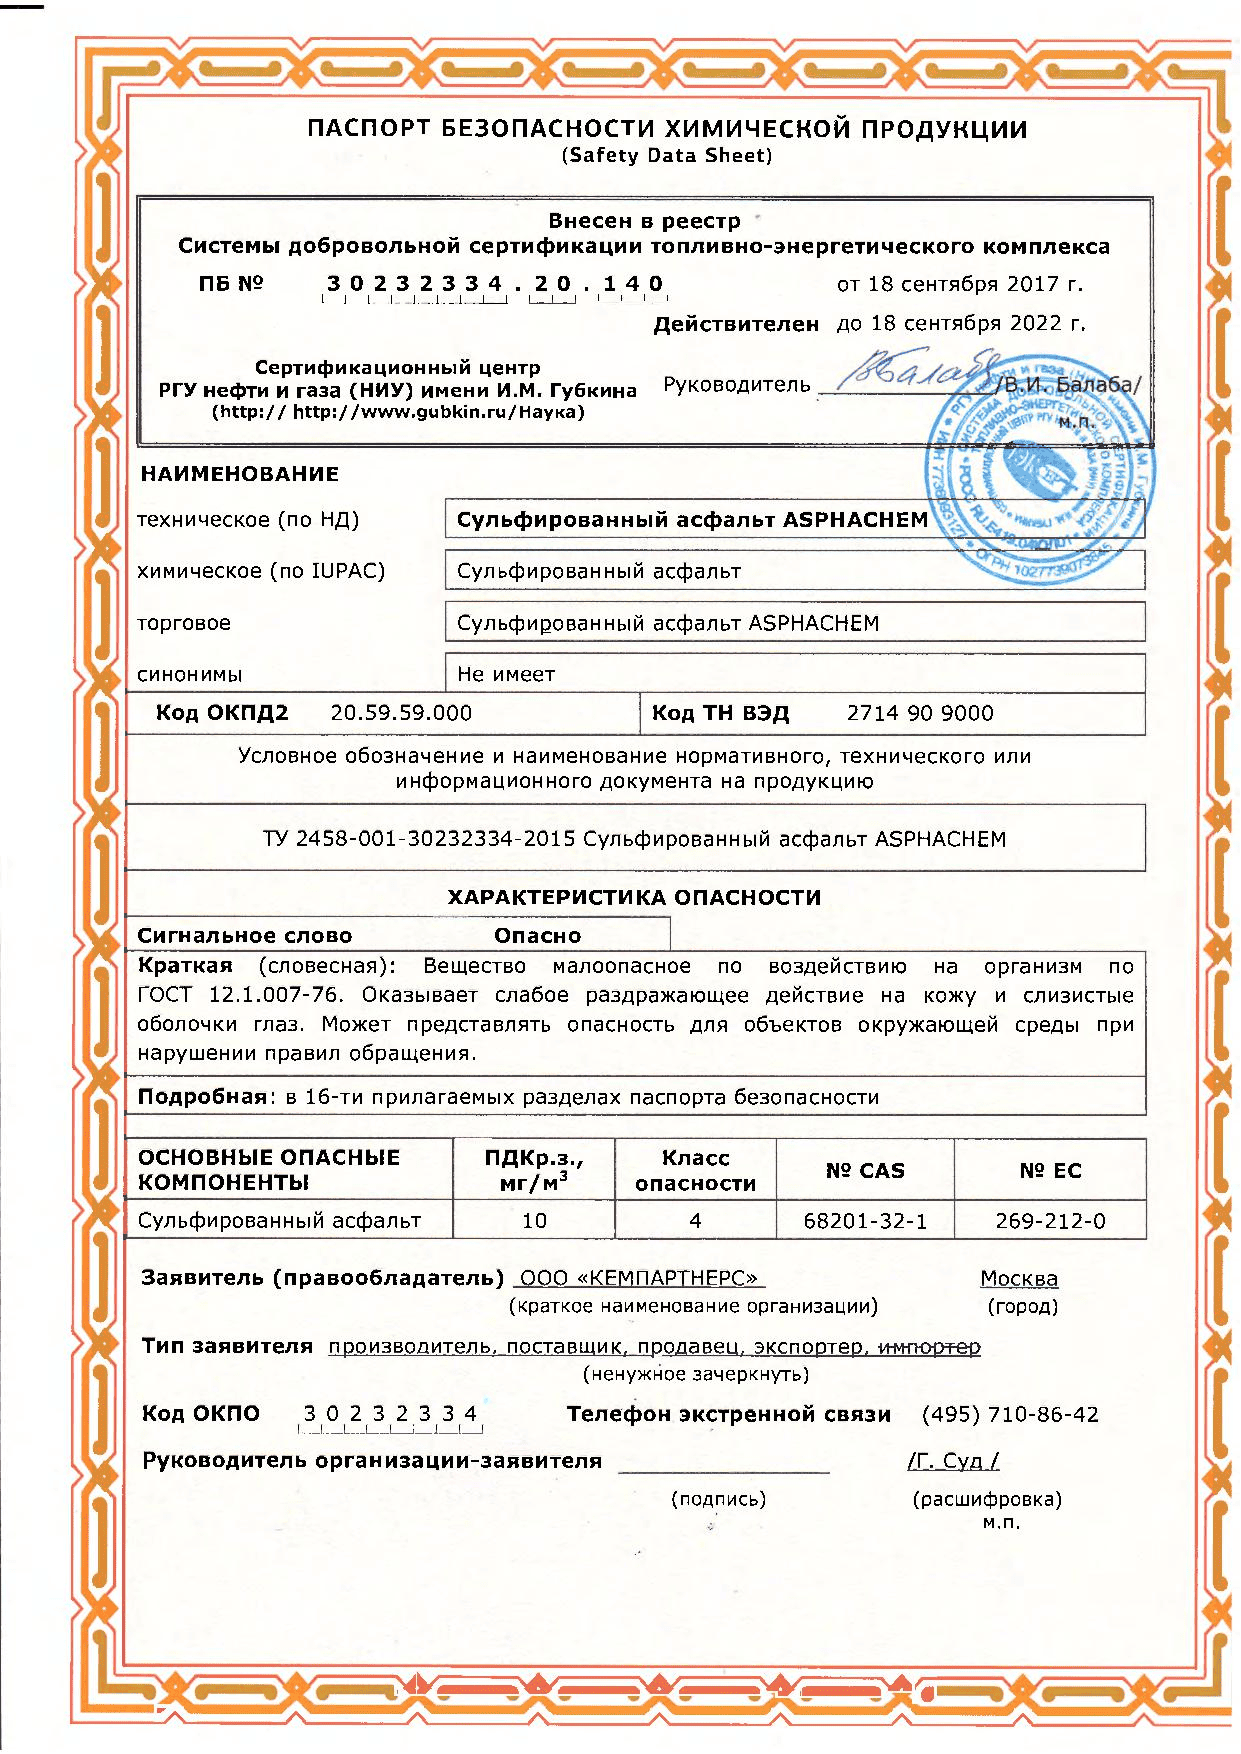 ПАСПОРТ БЕЗОПАСНОСТИ ХИМИЧЕСКОЙ ПРОДУКЦИИ
(Safety Data Sheet)
Внесен в реестр
Системы добровольной сертификации топливно-энергетического комплекса
ПБ № 30232334.20.140 от 18 сентября 2017 г.
Действителен до 18 сентября 2022 г.
Сертификационный центр
РГУ нефти и газа (НИУ) имени И.М. Губкина
(http:// http://www.gubkin.ru/Наука)
Руководитель /В.И. Балаба/
м.п.
НАИМЕНОВАНИЕ
техническое (по НД) Сульфированный асфальт ASPHACHEM
химическое (по IUPAC) Сульфированный асфальт
торговое Сульфированный асфальт ASPHACHEM
синонимы Не имеет
Код ОКПД2 20.59.59.000 Код ТН ВЭД 2714 90 9000
Условное обозначение и наименование нормативного, технического или
информационного документа на продукцию
ТУ 2458-001-30232334-2015 Сульфированный асфальт ASPHACHEM
ХАРАКТЕРИСТИКА ОПАСНОСТИ
Сигнальное слово Опасно
Краткая (словесная): Вещество малоопасное по воздействию на организм по
ГОСТ 12.1.007-76. Оказывает слабое раздражающее действие на кожу и слизистые
оболочки глаз. Может представлять опасность для объектов окружающей среды при
нарушении правил обращения.
Подробная: в 16-ти прилагаемых разделах паспорта безопасности
ОСНОВНЫЕ ОПАСНЫЕ КОМПОНЕНТЫ ПДКр.з., мг/м³ Класс опасности № CAS № EC
Сульфированный асфальт 10 4 68201-32-1 269-212-0
Заявитель (правообладатель) ООО «КЕМПАРТНЕРС» Москва
(краткое наименование организации) (город)
Тип заявителя производитель, поставщик, продавец, экспортер, импортер
(ненужное зачеркнуть)
Код ОКПО 30232334 Телефон экстренной связи (495) 710-86-42
Руководитель организации-заявителя /Г. Суд /
(подпись) (расшифровка)
м.п.